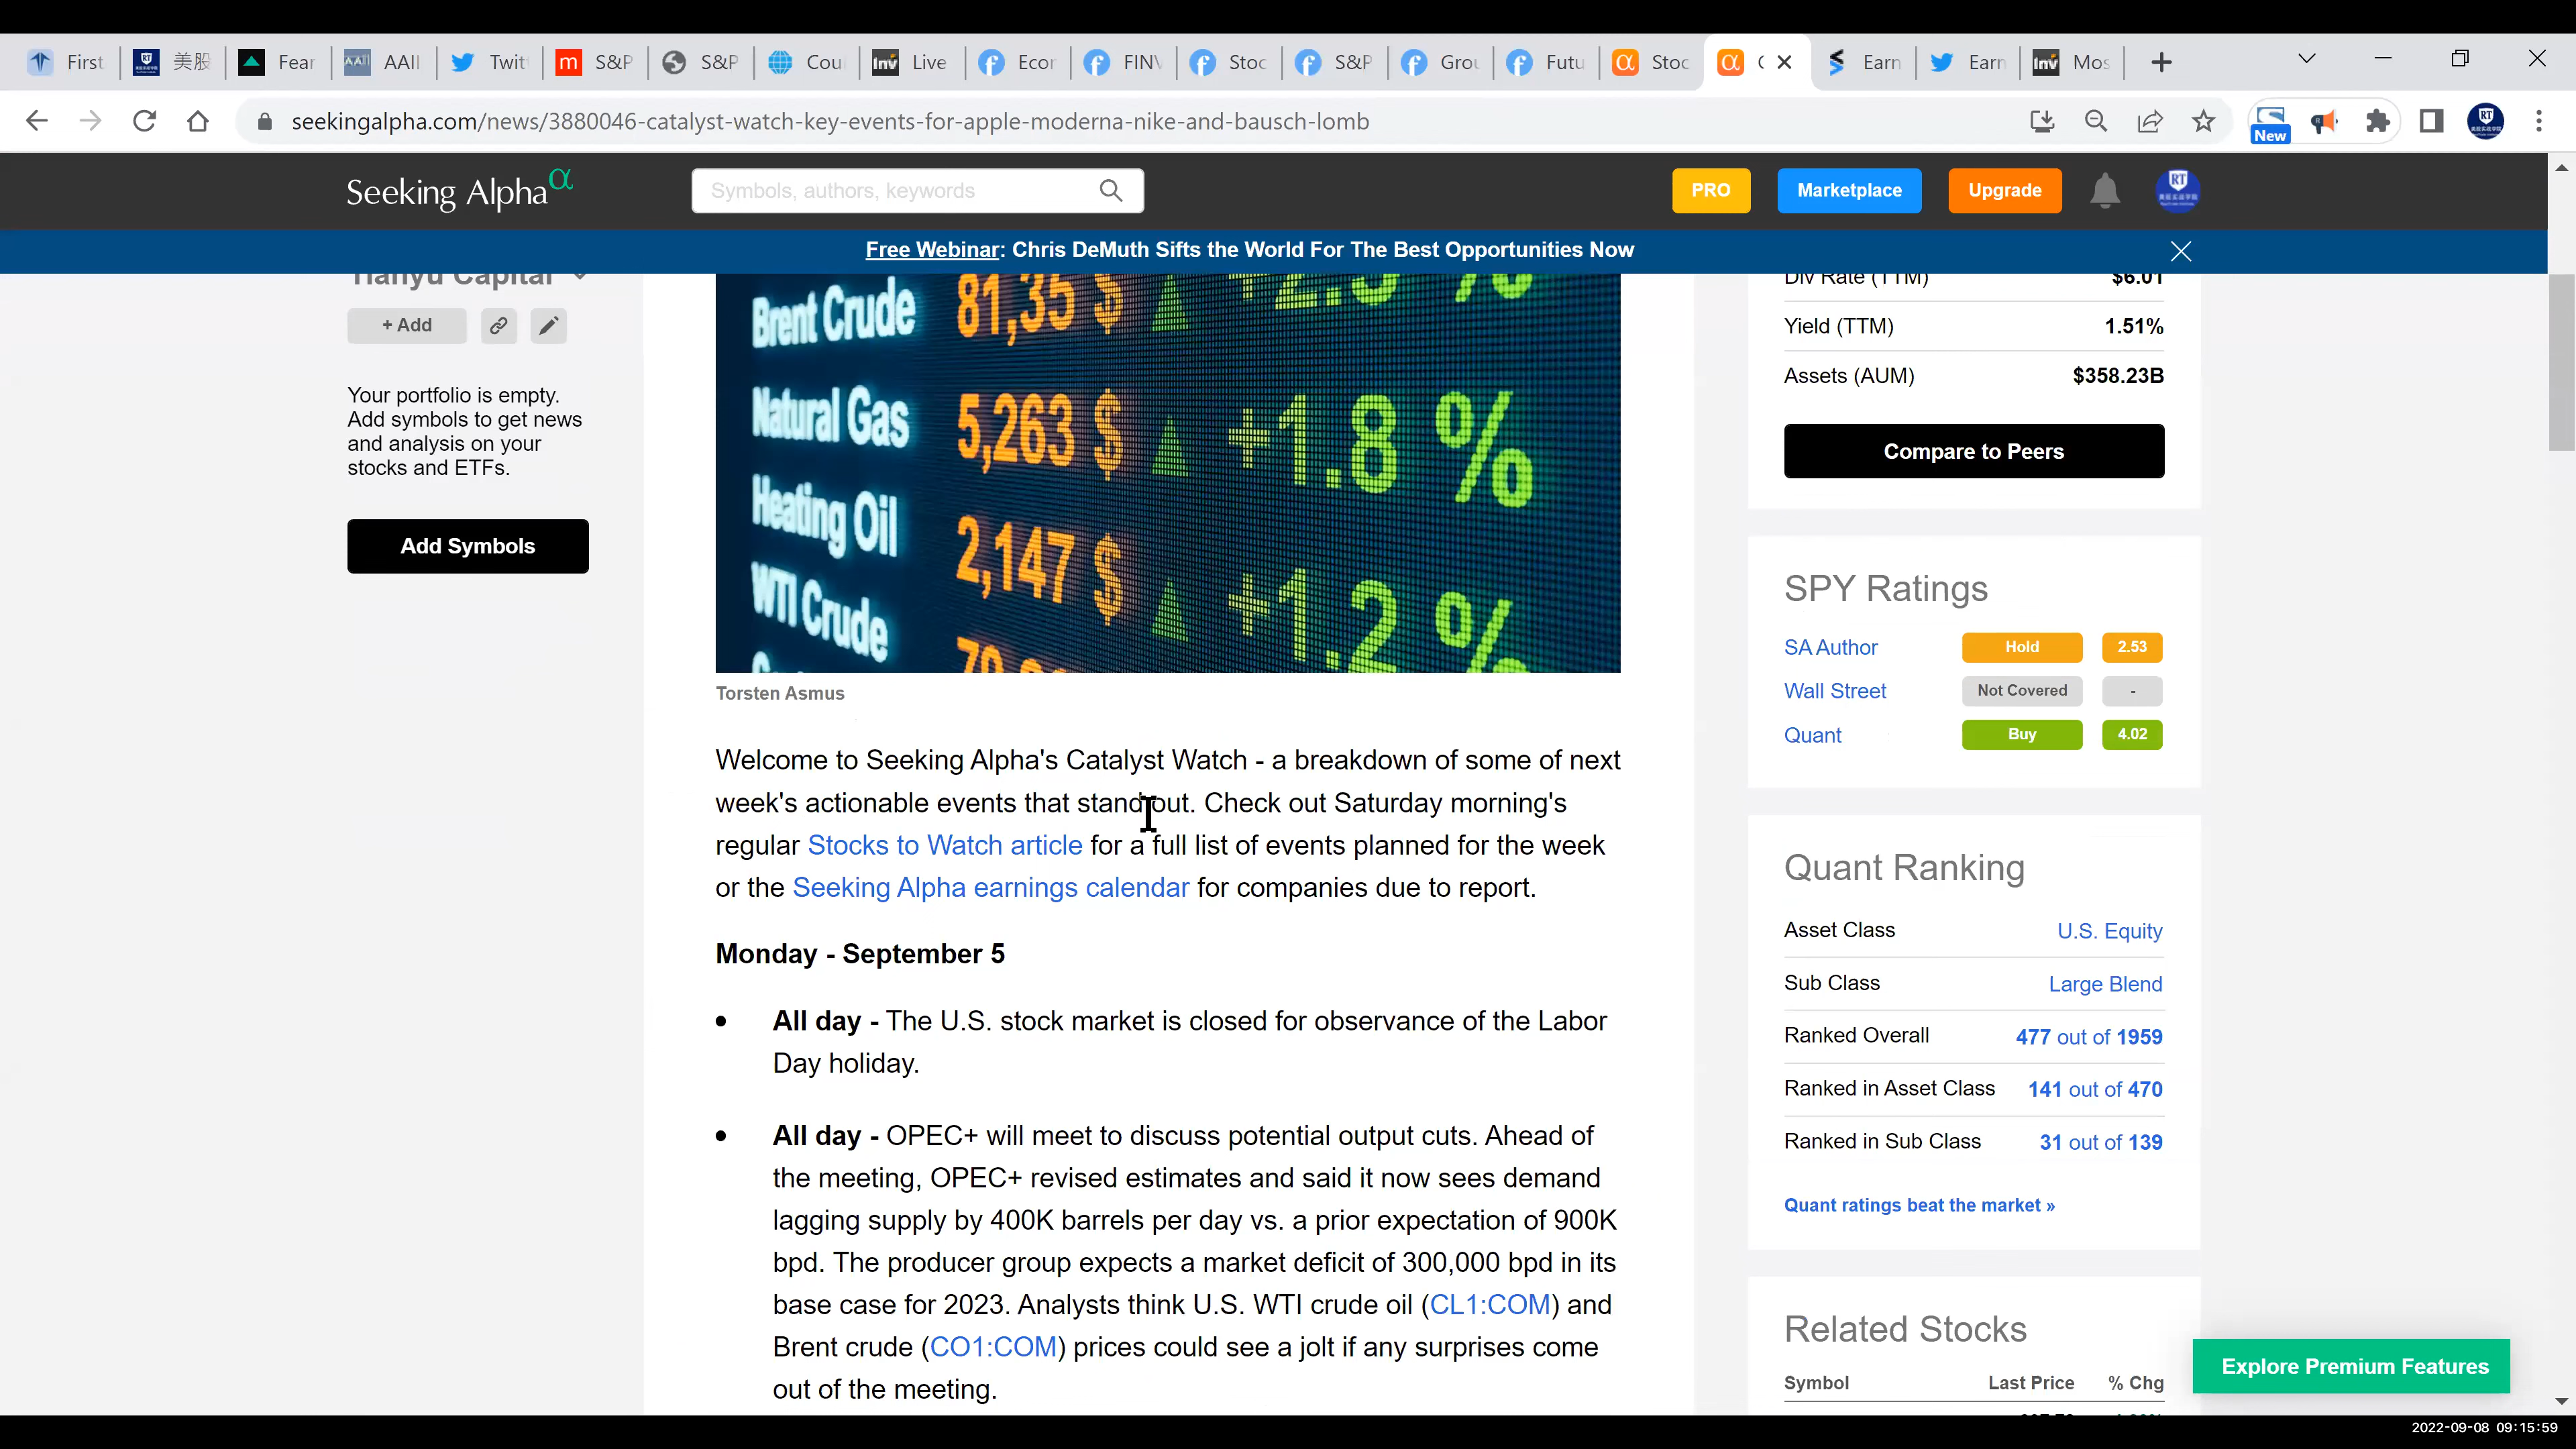 First
美股
Fear
AAII
Twit
S&P
S&P
Cou
Live
Econ
FINV
Stoc
S&P
Grou
Futu
Stoc
Earn
Earn
Mos
seekingalpha.com/news/3880046-catalyst-watch-key-events-for-apple-moderna-nike-and-bausch-lomb
New
Seeking Alpha α
Symbols, authors, keywords
PRO
Marketplace
Upgrade
RT
Free Webinar: Chris DeMuth Sifts the World For The Best Opportunities Now
Tianyu Capital
+ Add
Your portfolio is empty.
Add symbols to get news
and analysis on your
stocks and ETFs.
Add Symbols
Brent Crude 81,35 $
Natural Gas 5,263 $ +1.8 %
Heating Oil 2,147 $ +1.2 %
WTI Crude
Torsten Asmus
Welcome to Seeking Alpha's Catalyst Watch - a breakdown of some of next
week's actionable events that stand out. Check out Saturday morning's
regular Stocks to Watch article for a full list of events planned for the week
or the Seeking Alpha earnings calendar for companies due to report.
Monday - September 5
All day - The U.S. stock market is closed for observance of the Labor
Day holiday.
All day - OPEC+ will meet to discuss potential output cuts. Ahead of
the meeting, OPEC+ revised estimates and said it now sees demand
lagging supply by 400K barrels per day vs. a prior expectation of 900K
bpd. The producer group expects a market deficit of 300,000 bpd in its
base case for 2023. Analysts think U.S. WTI crude oil (CL1:COM) and
Brent crude (CO1:COM) prices could see a jolt if any surprises come
out of the meeting.
Div Rate (TTM) $6.01
Yield (TTM) 1.51%
Assets (AUM) $358.23B
Compare to Peers
SPY Ratings
SA Author Hold 2.53
Wall Street Not Covered -
Quant Buy 4.02
Quant Ranking
Asset Class U.S. Equity
Sub Class Large Blend
Ranked Overall 477 out of 1959
Ranked in Asset Class 141 out of 470
Ranked in Sub Class 31 out of 139
Quant ratings beat the market »
Related Stocks
Symbol Last Price % Chg
Explore Premium Features
2022-09-08 09:15:59